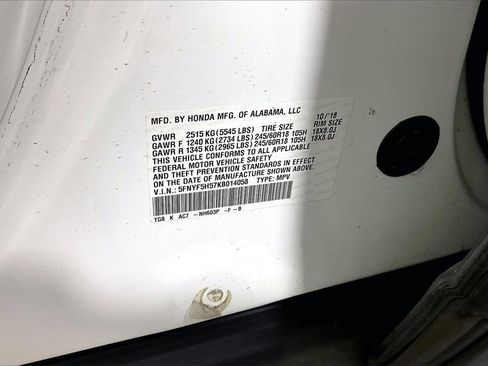 MFD. BY HONDA MFG. OF ALABAMA, LLC 10/'18
GVWR 2515 KG(5545 LBS) TIRE SIZE RIM SIZE
GAWR F 1240 KG(2734 LBS) 245/60R18 105H 18X8.0J
GAWR R 1345 KG(2965 LBS) 245/60R18 105H 18X8.0J
THIS VEHICLE CONFORMS TO ALL APPLICABLE
FEDERAL MOTOR VEHICLE SAFETY
AND THEFT PREVENTION STANDARDS IN EFFECT
ON THE DATE OF MANUFACTURE SHOWN ABOVE.
V.I.N.: 5FNYF5H57KB014058 TYPE: MPV
TG8 K AC7 -NH603P -F -B